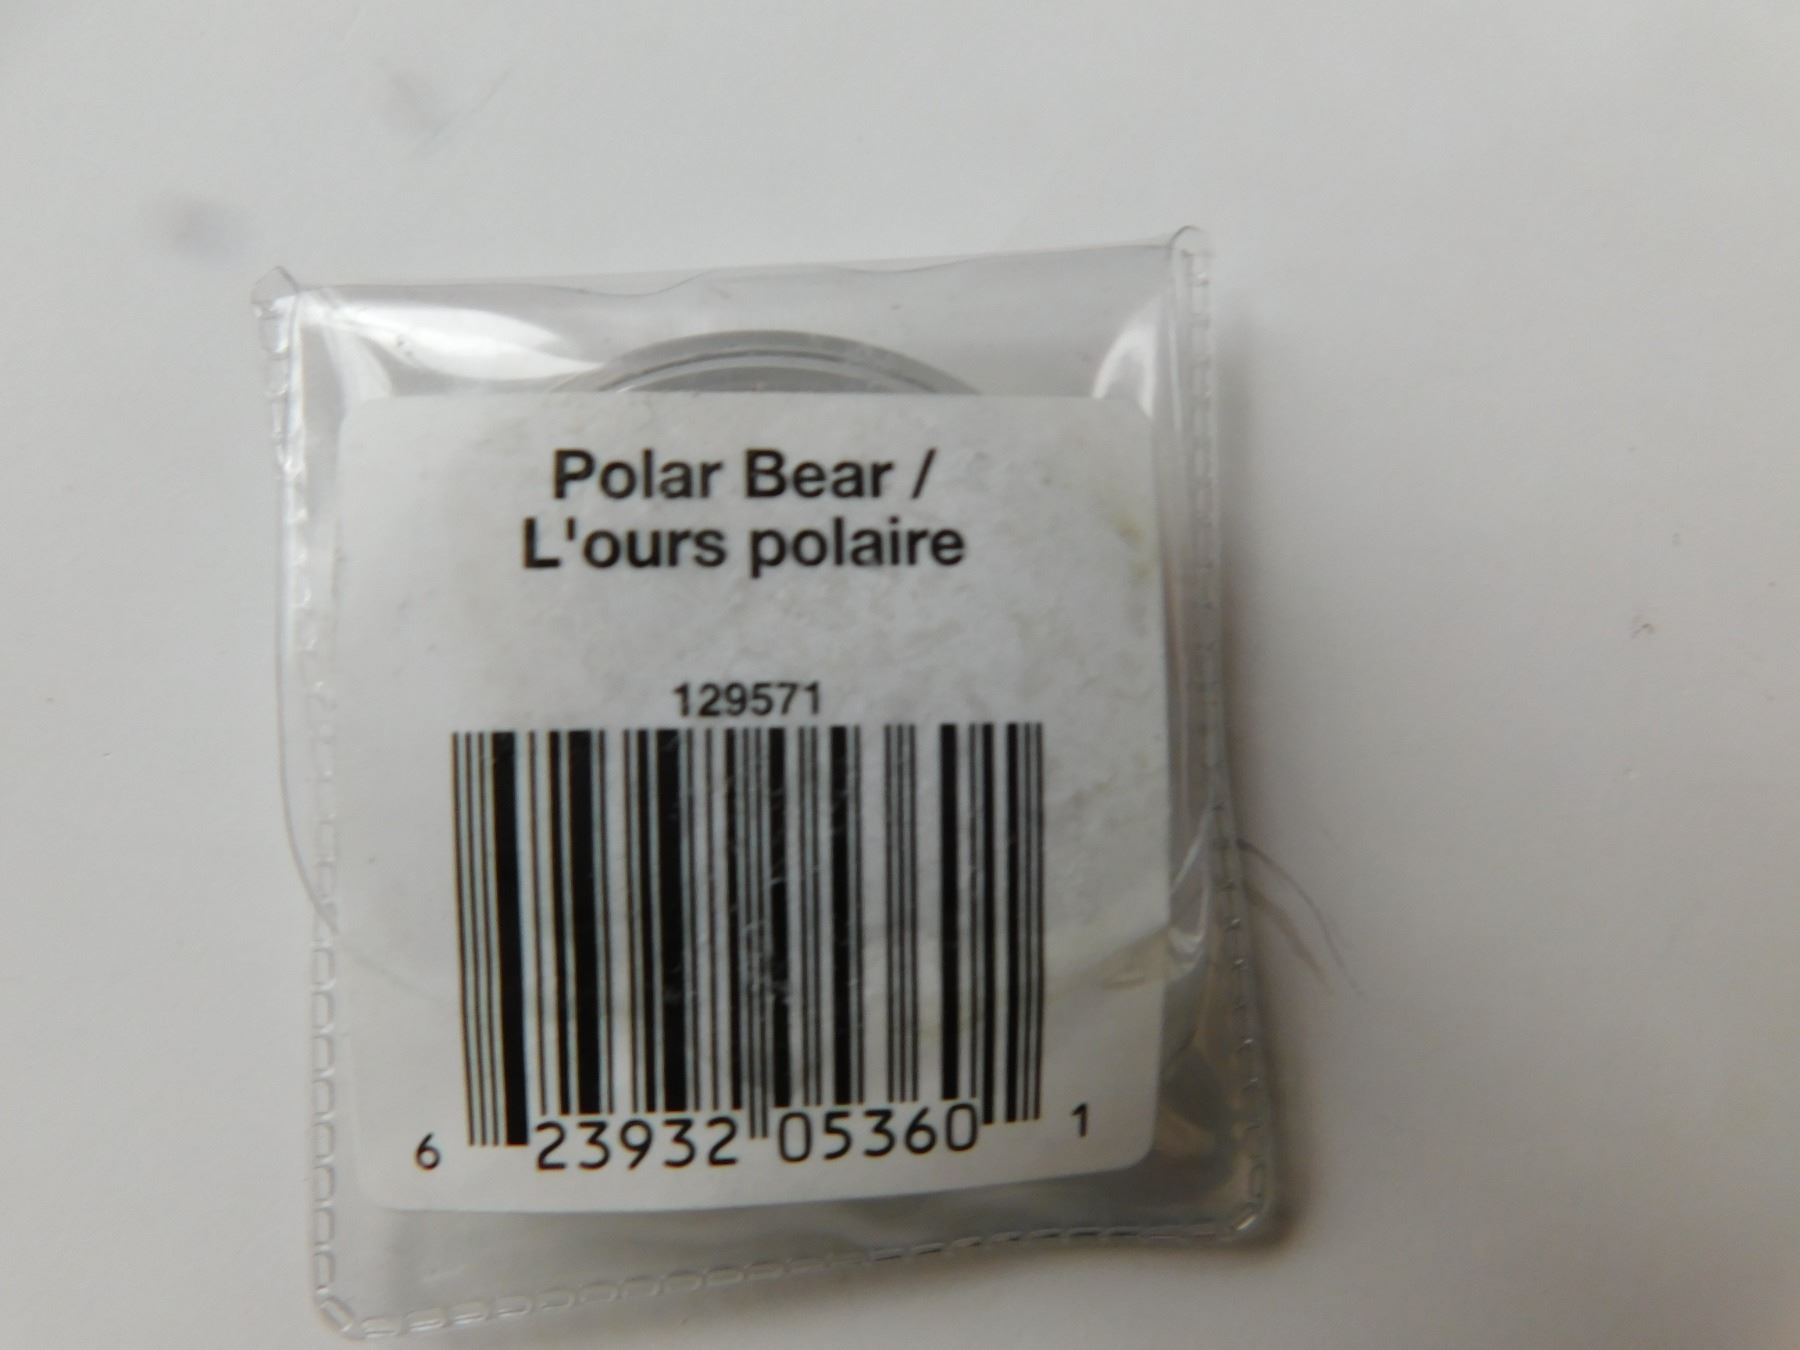 Polar Bear /
L'ours polaire
129571
6 23932 05360 1